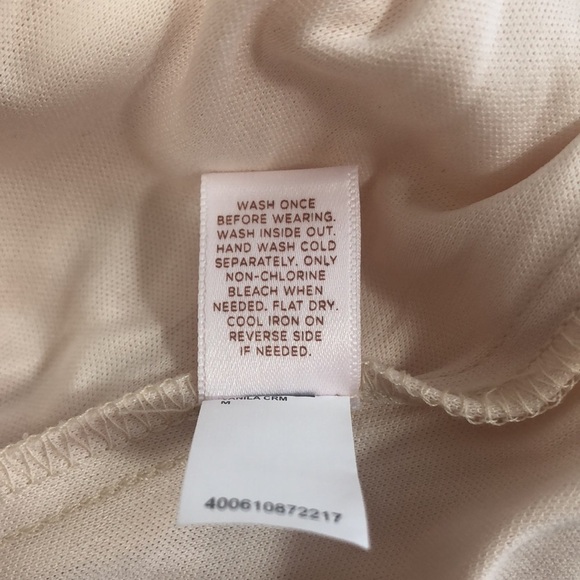 WASH ONCE
BEFORE WEARING.
WASH INSIDE OUT.
HAND WASH COLD
SEPARATELY. ONLY
NON-CHLORINE
BLEACH WHEN
NEEDED. FLAT DRY.
COOL IRON ON
REVERSE SIDE
IF NEEDED.
CRM
M
400610872217